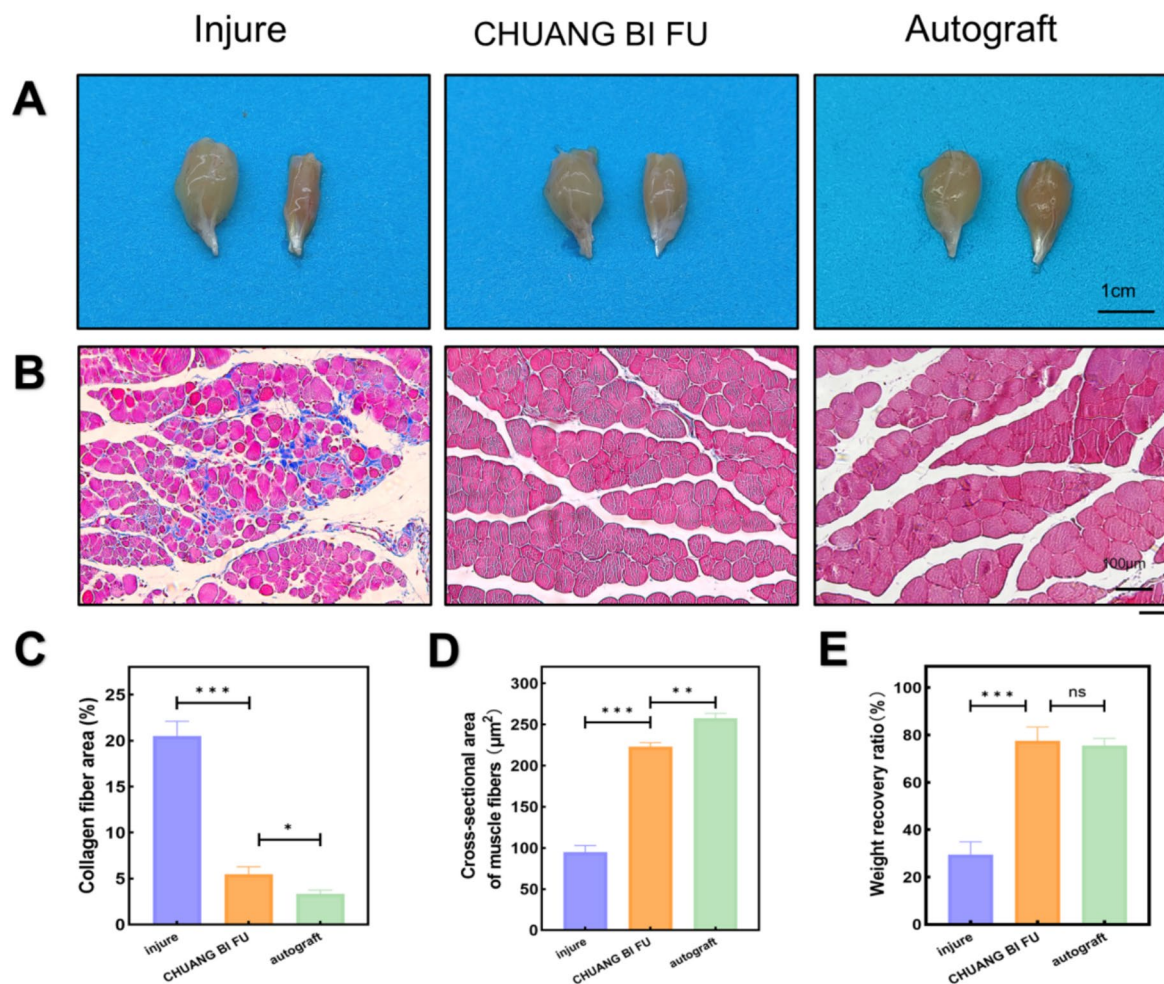 Injure
CHUANG BI FU
Autograft
A
1cm
B
100μm
C
Collagen fiber area (%)
25
20
15
10
5
0
***
*
injure
CHUANG BI FU
autograft
D
Cross-sectional area
of muscle fibers (μm²)
300
250
200
150
100
50
0
***
**
injure
CHUANG BI FU
autograft
E
Weight recovery ratio(%)
100
80
60
40
20
0
***
ns
injure
CHUANG BI FU
autograft